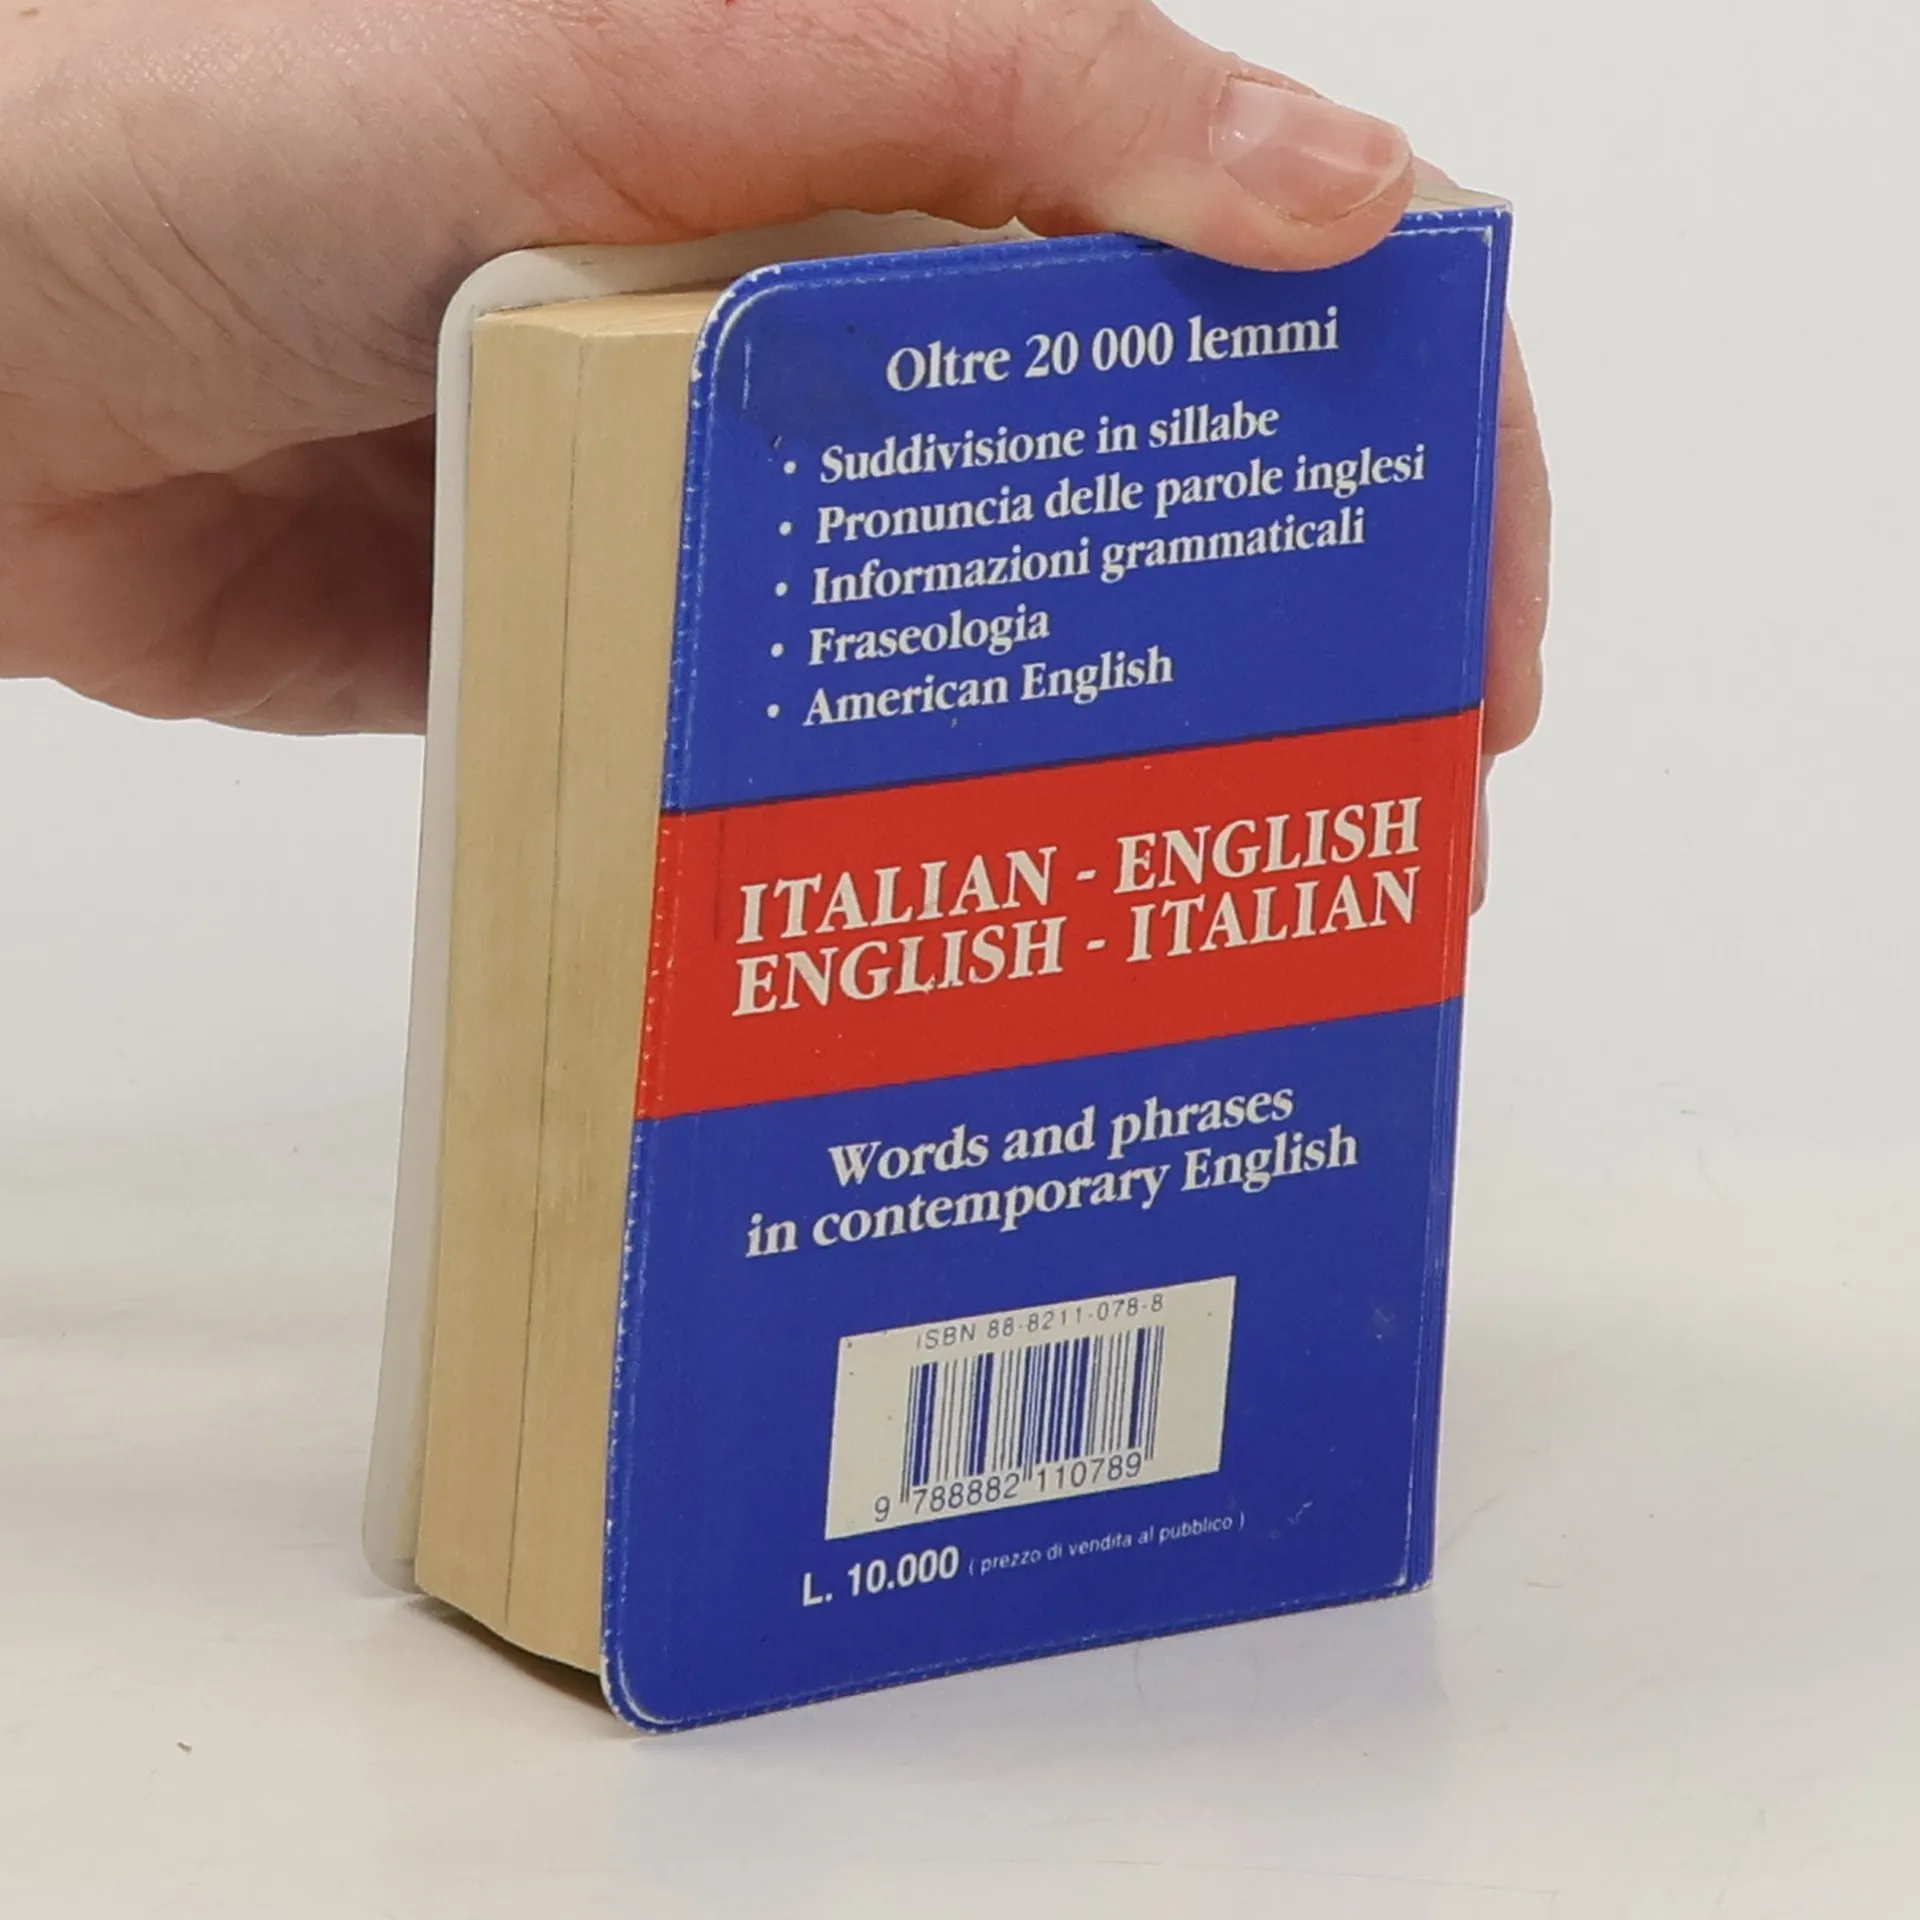 Oltre 20 000 lemmi
• Suddivisione in sillabe
• Pronuncia delle parole inglesi
• Informazioni grammaticali
• Fraseologia
• American English
ITALIAN - ENGLISH
ENGLISH - ITALIAN
Words and phrases
in contemporary English
ISBN 88-8211-078-8
9 788882 110789
L. 10.000 (prezzo di vendita al pubblico)